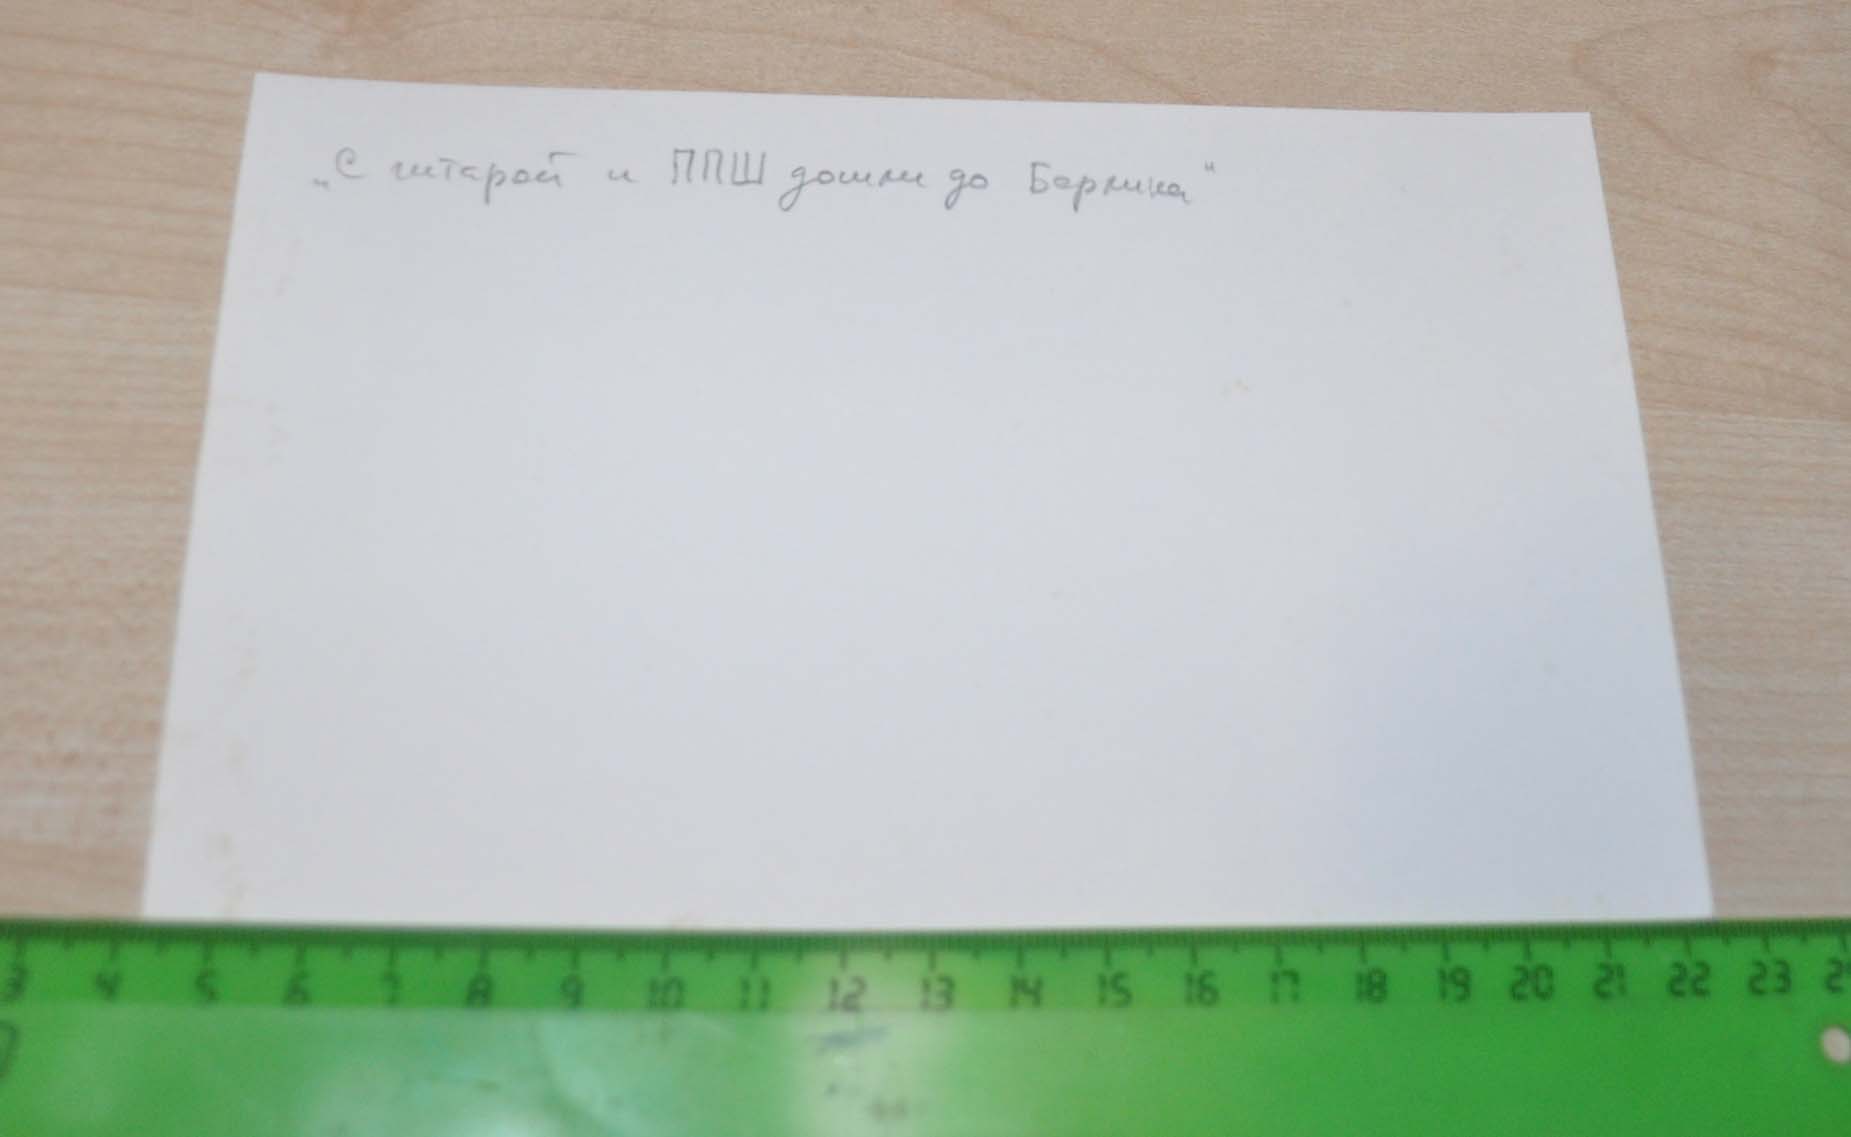 „С гитарой и ППШ дошли до Берлина"
3 4 5 6 7 8 9 10 11 12 13 14 15 16 17 18 19 20 21 22 23